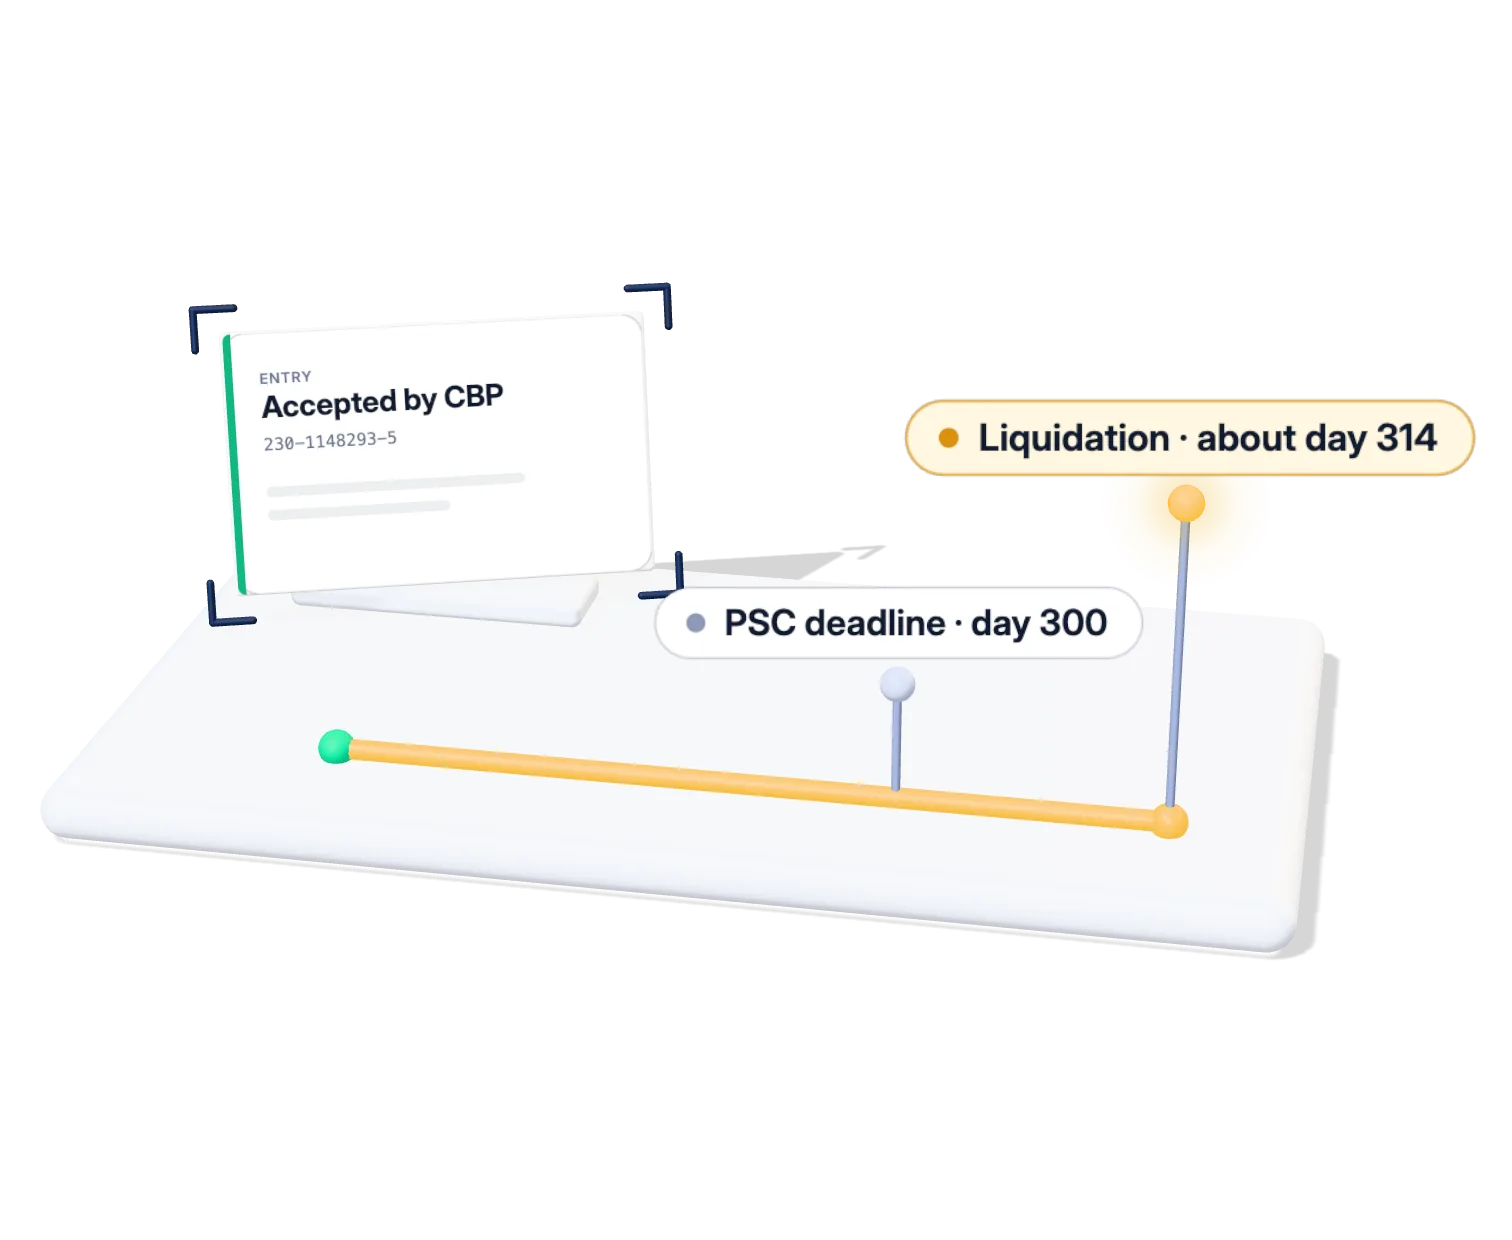 ENTRY
Accepted by CBP
230–1148293–5
Liquidation · about day 314
PSC deadline · day 300